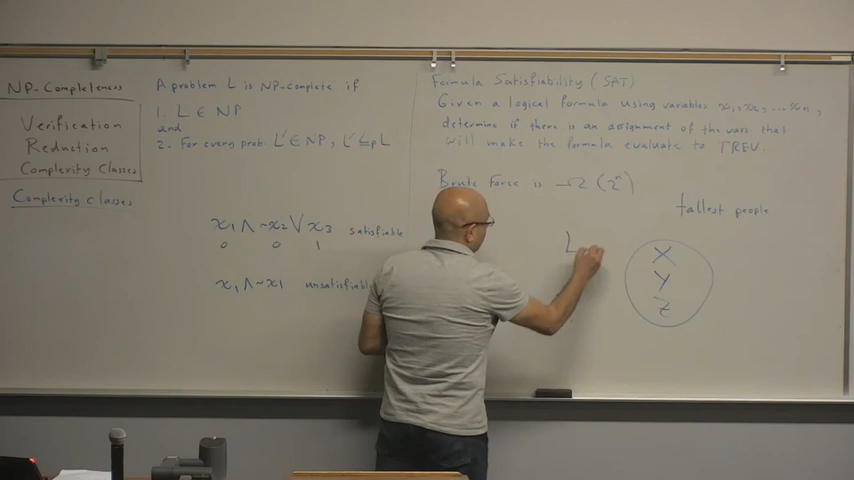 NP-Completeness
Verification
Reduction
Complexity Classes
Complexity Classes
A problem L is NP-complete if
1. L ∈ NP
and
2. For every prob. L' ∈ NP, L' ≤p L
x1 ∧ ~x2 ∨ x3 satisfiable
0 0 1
x1 ∧ ~x1 unsatisfiabl
Formula Satisfiability (SAT)
Given a logical formula using variables x1, x2, ... xn,
determine if there is an assignment of the vars that
will make the formula evaluate to TREU.
Brute Force is Ω(2^n)
tallest people
L
X
Y
Z